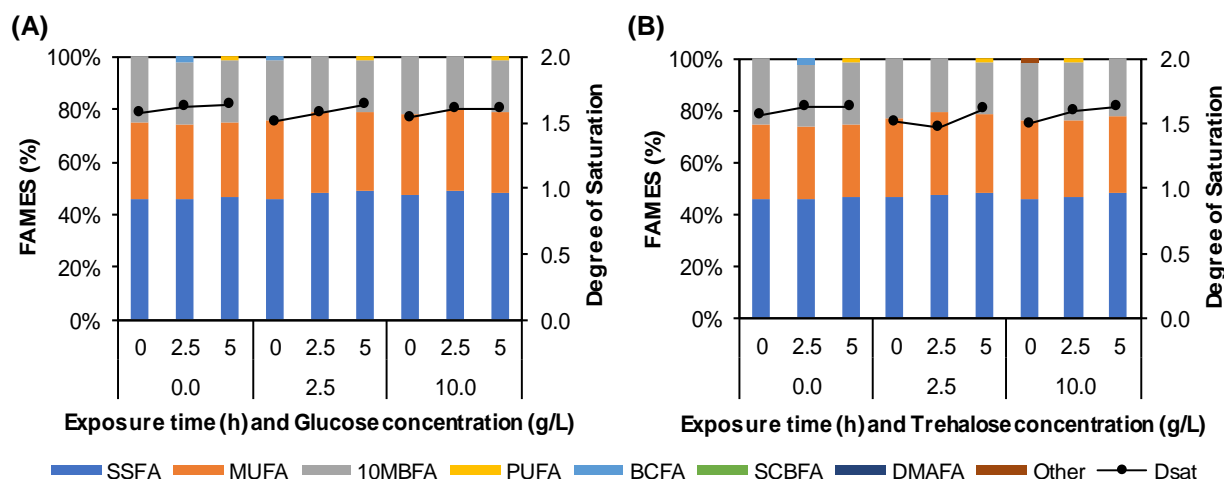 (A)
(B)
FAMES (%)
100%
80%
60%
40%
20%
0%
2.0
1.5
1.0
0.5
0.0
Degree of Saturation
0 2.5 5 0 2.5 5 0 2.5 5
0.0 2.5 10.0
Exposure time (h) and Glucose concentration (g/L)
FAMES (%)
100%
80%
60%
40%
20%
0%
2.0
1.5
1.0
0.5
0.0
Degree of Saturation
0 2.5 5 0 2.5 5 0 2.5 5
0.0 2.5 10.0
Exposure time (h) and Trehalose concentration (g/L)
SSFA MUFA 10MBFA PUFA BCFA SCBFA DMAFA Other Dsat